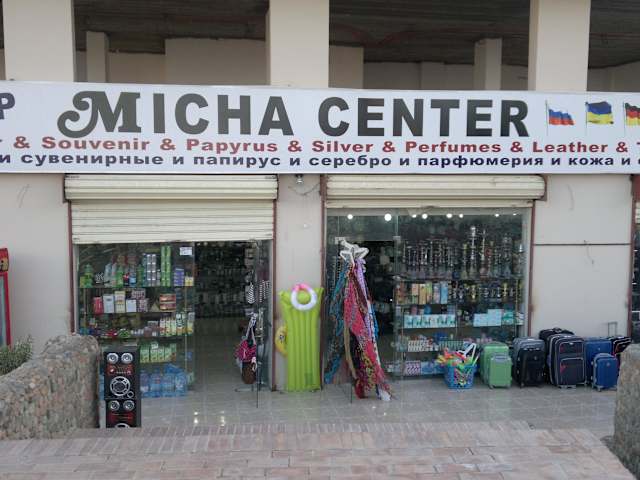 P MICHA CENTER
& Souvenir & Papyrus & Silver & Perfumes & Leather &
и сувенирные и папирус и серебро и парфюмерия и кожа и